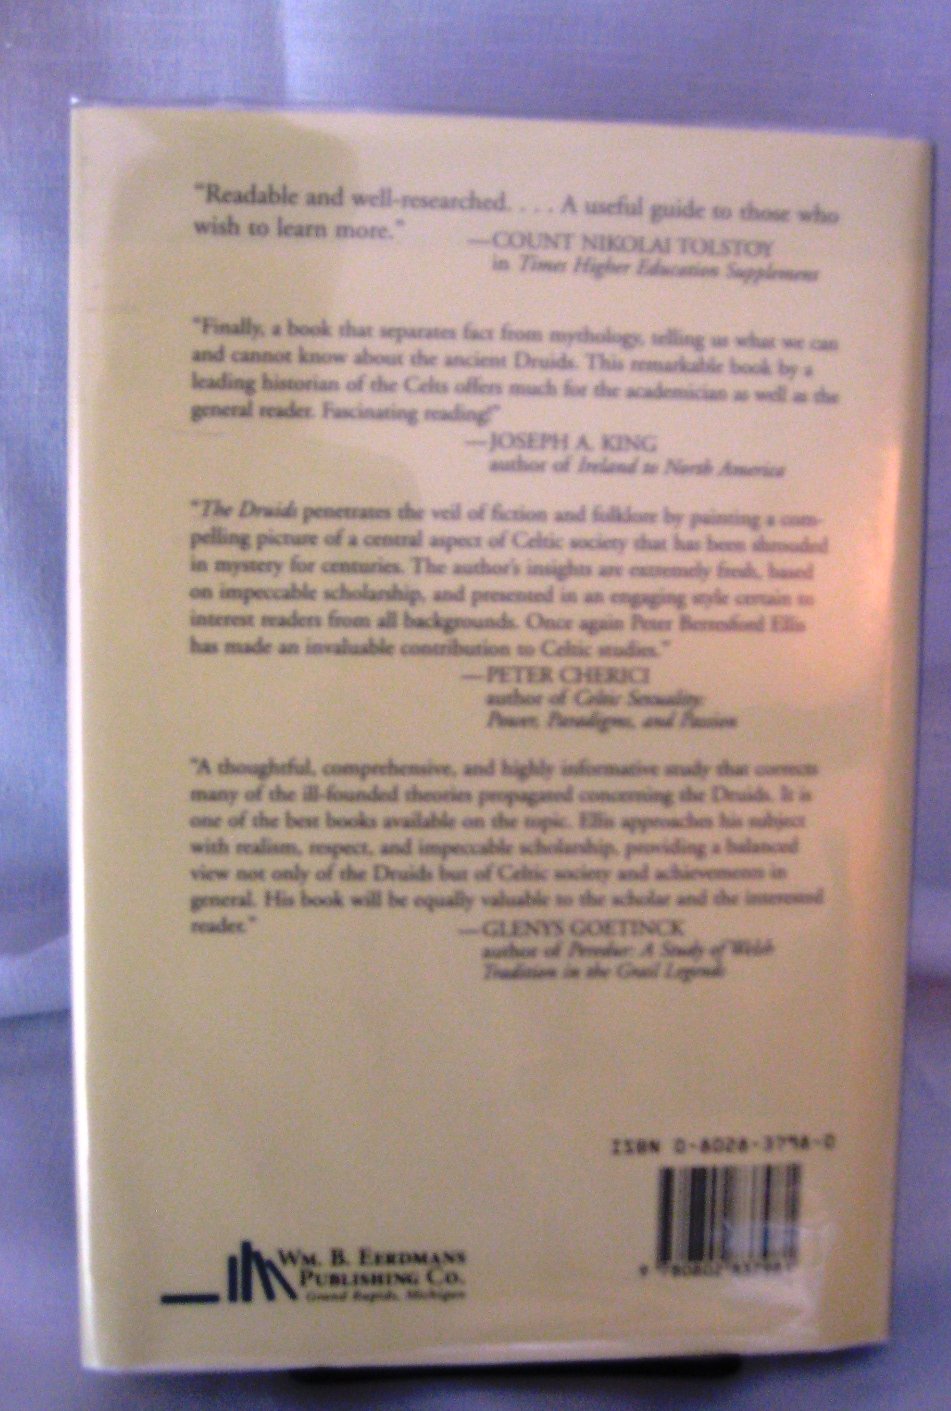 "Readable and well-researched. . . . A useful guide to those who
wish to learn more."
—COUNT NIKOLAI TOLSTOY
in Times Higher Education Supplement
"Finally, a book that separates fact from mythology, telling us what we can
and cannot know about the ancient Druids. This remarkable book by a
leading historian of the Celts offers much for the academician as well as the
general reader. Fascinating reading!"
—JOSEPH A. KING
author of Ireland to North America
"The Druids penetrates the veil of fiction and folklore by painting a com-
pelling picture of a central aspect of Celtic society that has been shrouded
in mystery for centuries. The author's insights are extremely fresh, based
on impeccable scholarship, and presented in an engaging style certain to
interest readers from all backgrounds. Once again Peter Berresford Ellis
has made an invaluable contribution to Celtic studies."
—PETER CHERICI
author of Celtic Sexuality:
Power, Paradigms, and Passion
"A thoughtful, comprehensive, and highly informative study that corrects
many of the ill-founded theories propagated concerning the Druids. It is
one of the best books available on the topic. Ellis approaches his subject
with realism, respect, and impeccable scholarship, providing a balanced
view not only of the Druids but of Celtic society and achievements in
general. His book will be equally valuable to the scholar and the interested
reader."
—GLENYS GOETINCK
author of Peredur: A Study of Welsh
Tradition in the Grail Legends
ISBN 0-8028-3798-0
9 780802 837981
WM. B. EERDMANS
PUBLISHING CO.
Grand Rapids, Michigan